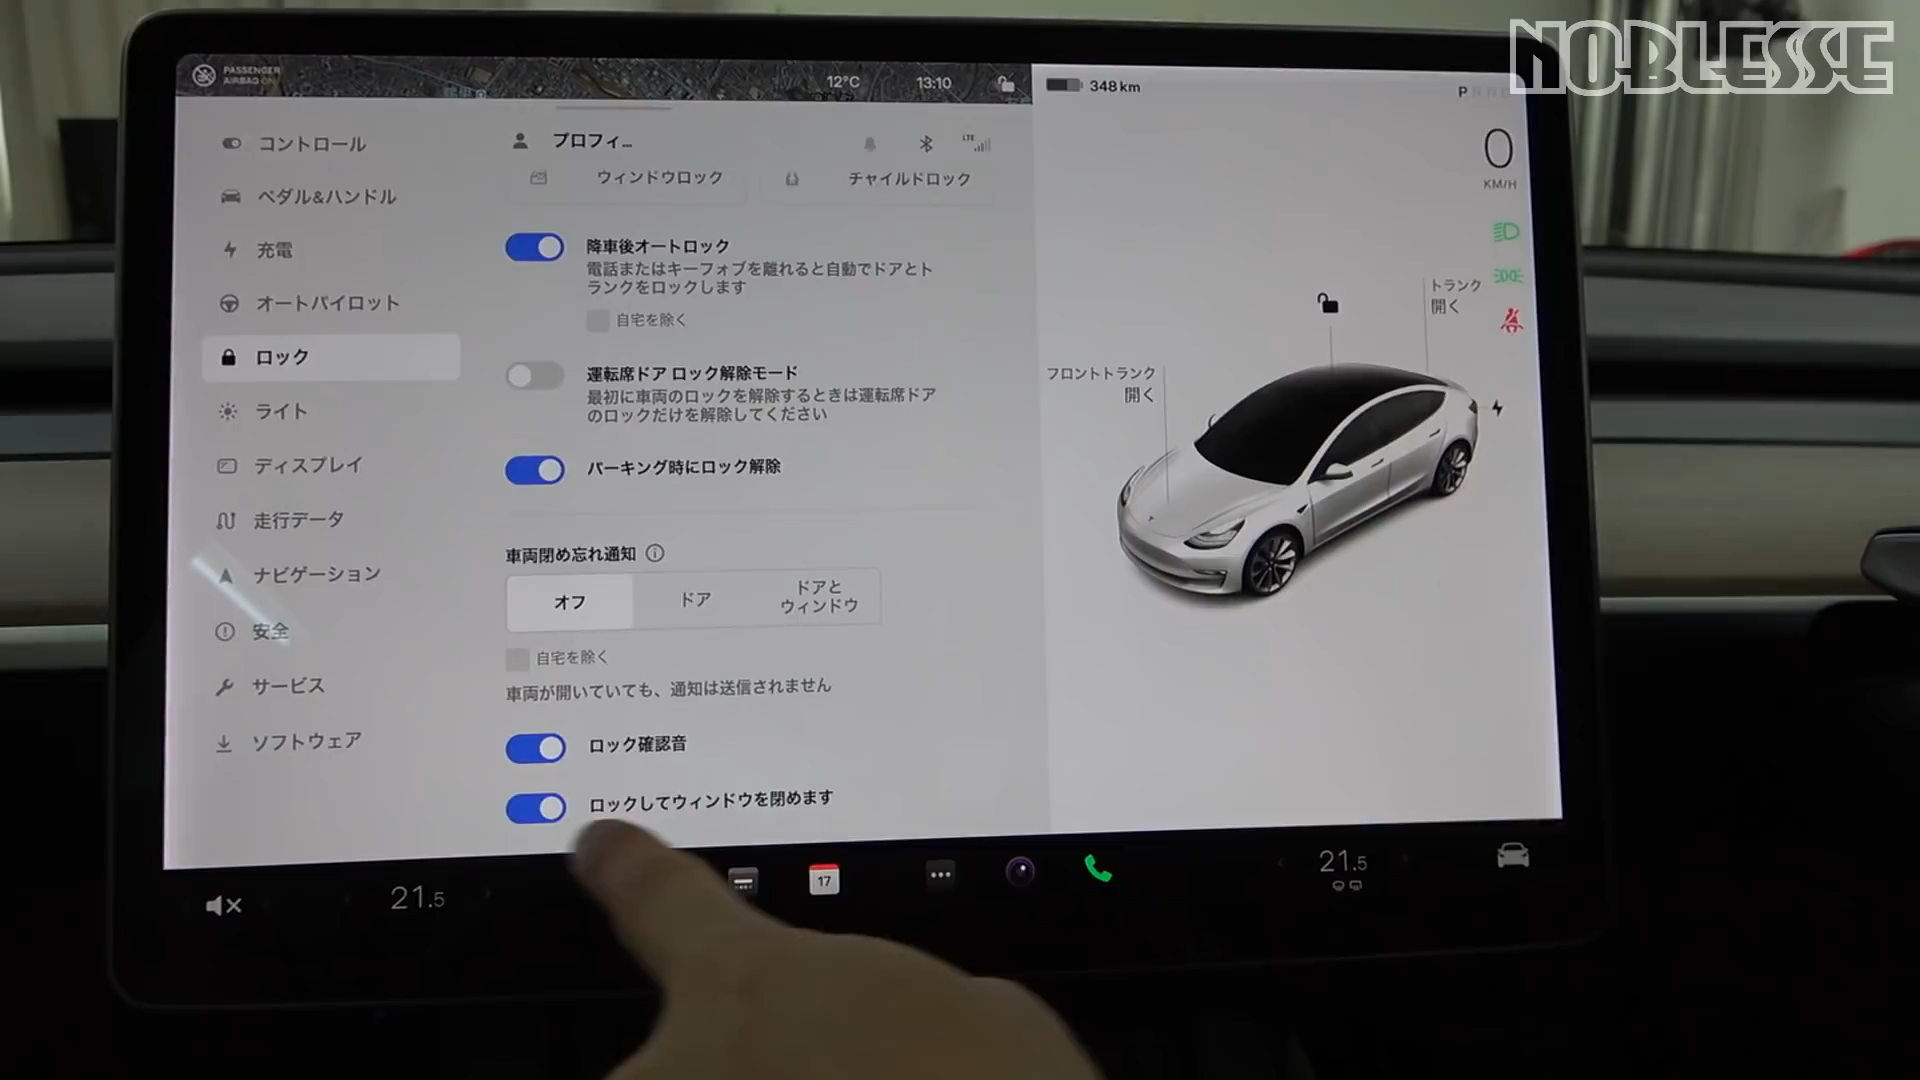 NOBLESSE
PASSENGER
AIRBAG ON
12°C
13:10
348 km
P R N D
コントロール
ペダル&ハンドル
充電
オートパイロット
ロック
ライト
ディスプレイ
走行データ
ナビゲーション
安全
サービス
ソフトウェア
プロフィ...
LTE
ウィンドウロック
チャイルドロック
降車後オートロック
電話またはキーフォブを離れると自動でドアとト
ランクをロックします
自宅を除く
運転席ドア ロック解除モード
最初に車両のロックを解除するときは運転席ドア
のロックだけを解除してください
パーキング時にロック解除
車両閉め忘れ通知
オフ
ドア
ドアと
ウィンドウ
自宅を除く
車両が開いていても、通知は送信されません
ロック確認音
ロックしてウィンドウを閉めます
0
KM/H
トランク
開く
フロントトランク
開く
21.5
17
21.5